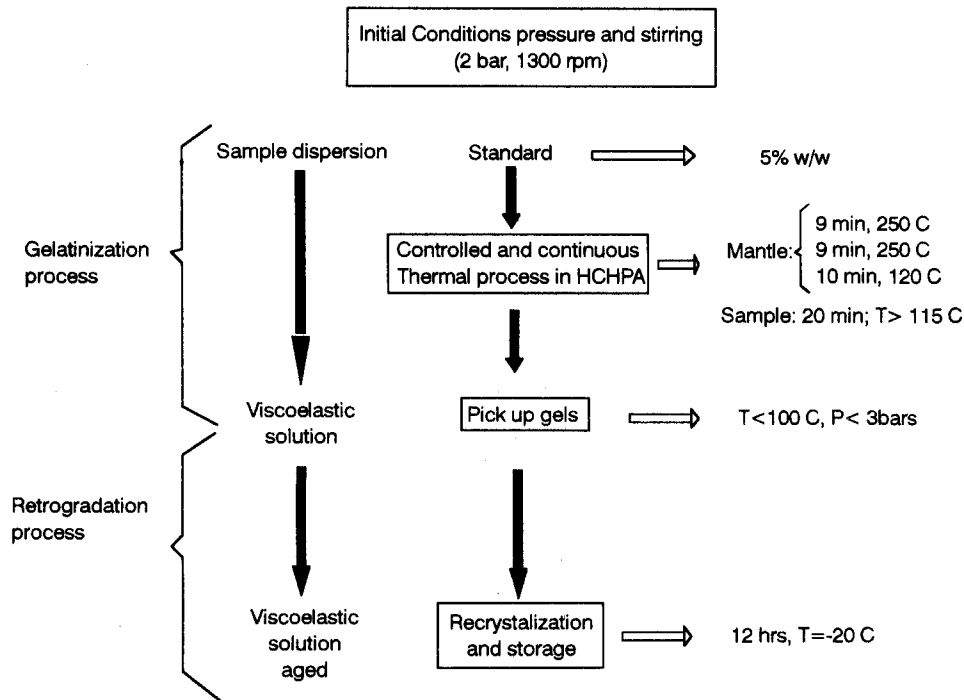 Initial Conditions pressure and stirring
(2 bar, 1300 rpm)
Sample dispersion
Standard
5% w/w
Gelatinization
process
Controlled and continuous
Thermal process in HCHPA
Mantle:
9 min, 250 C
9 min, 250 C
10 min, 120 C
Sample: 20 min; T> 115 C
Viscoelastic
solution
Pick up gels
T<100 C, P< 3bars
Retrogradation
process
Viscoelastic
solution
aged
Recrystalization
and storage
12 hrs, T=-20 C